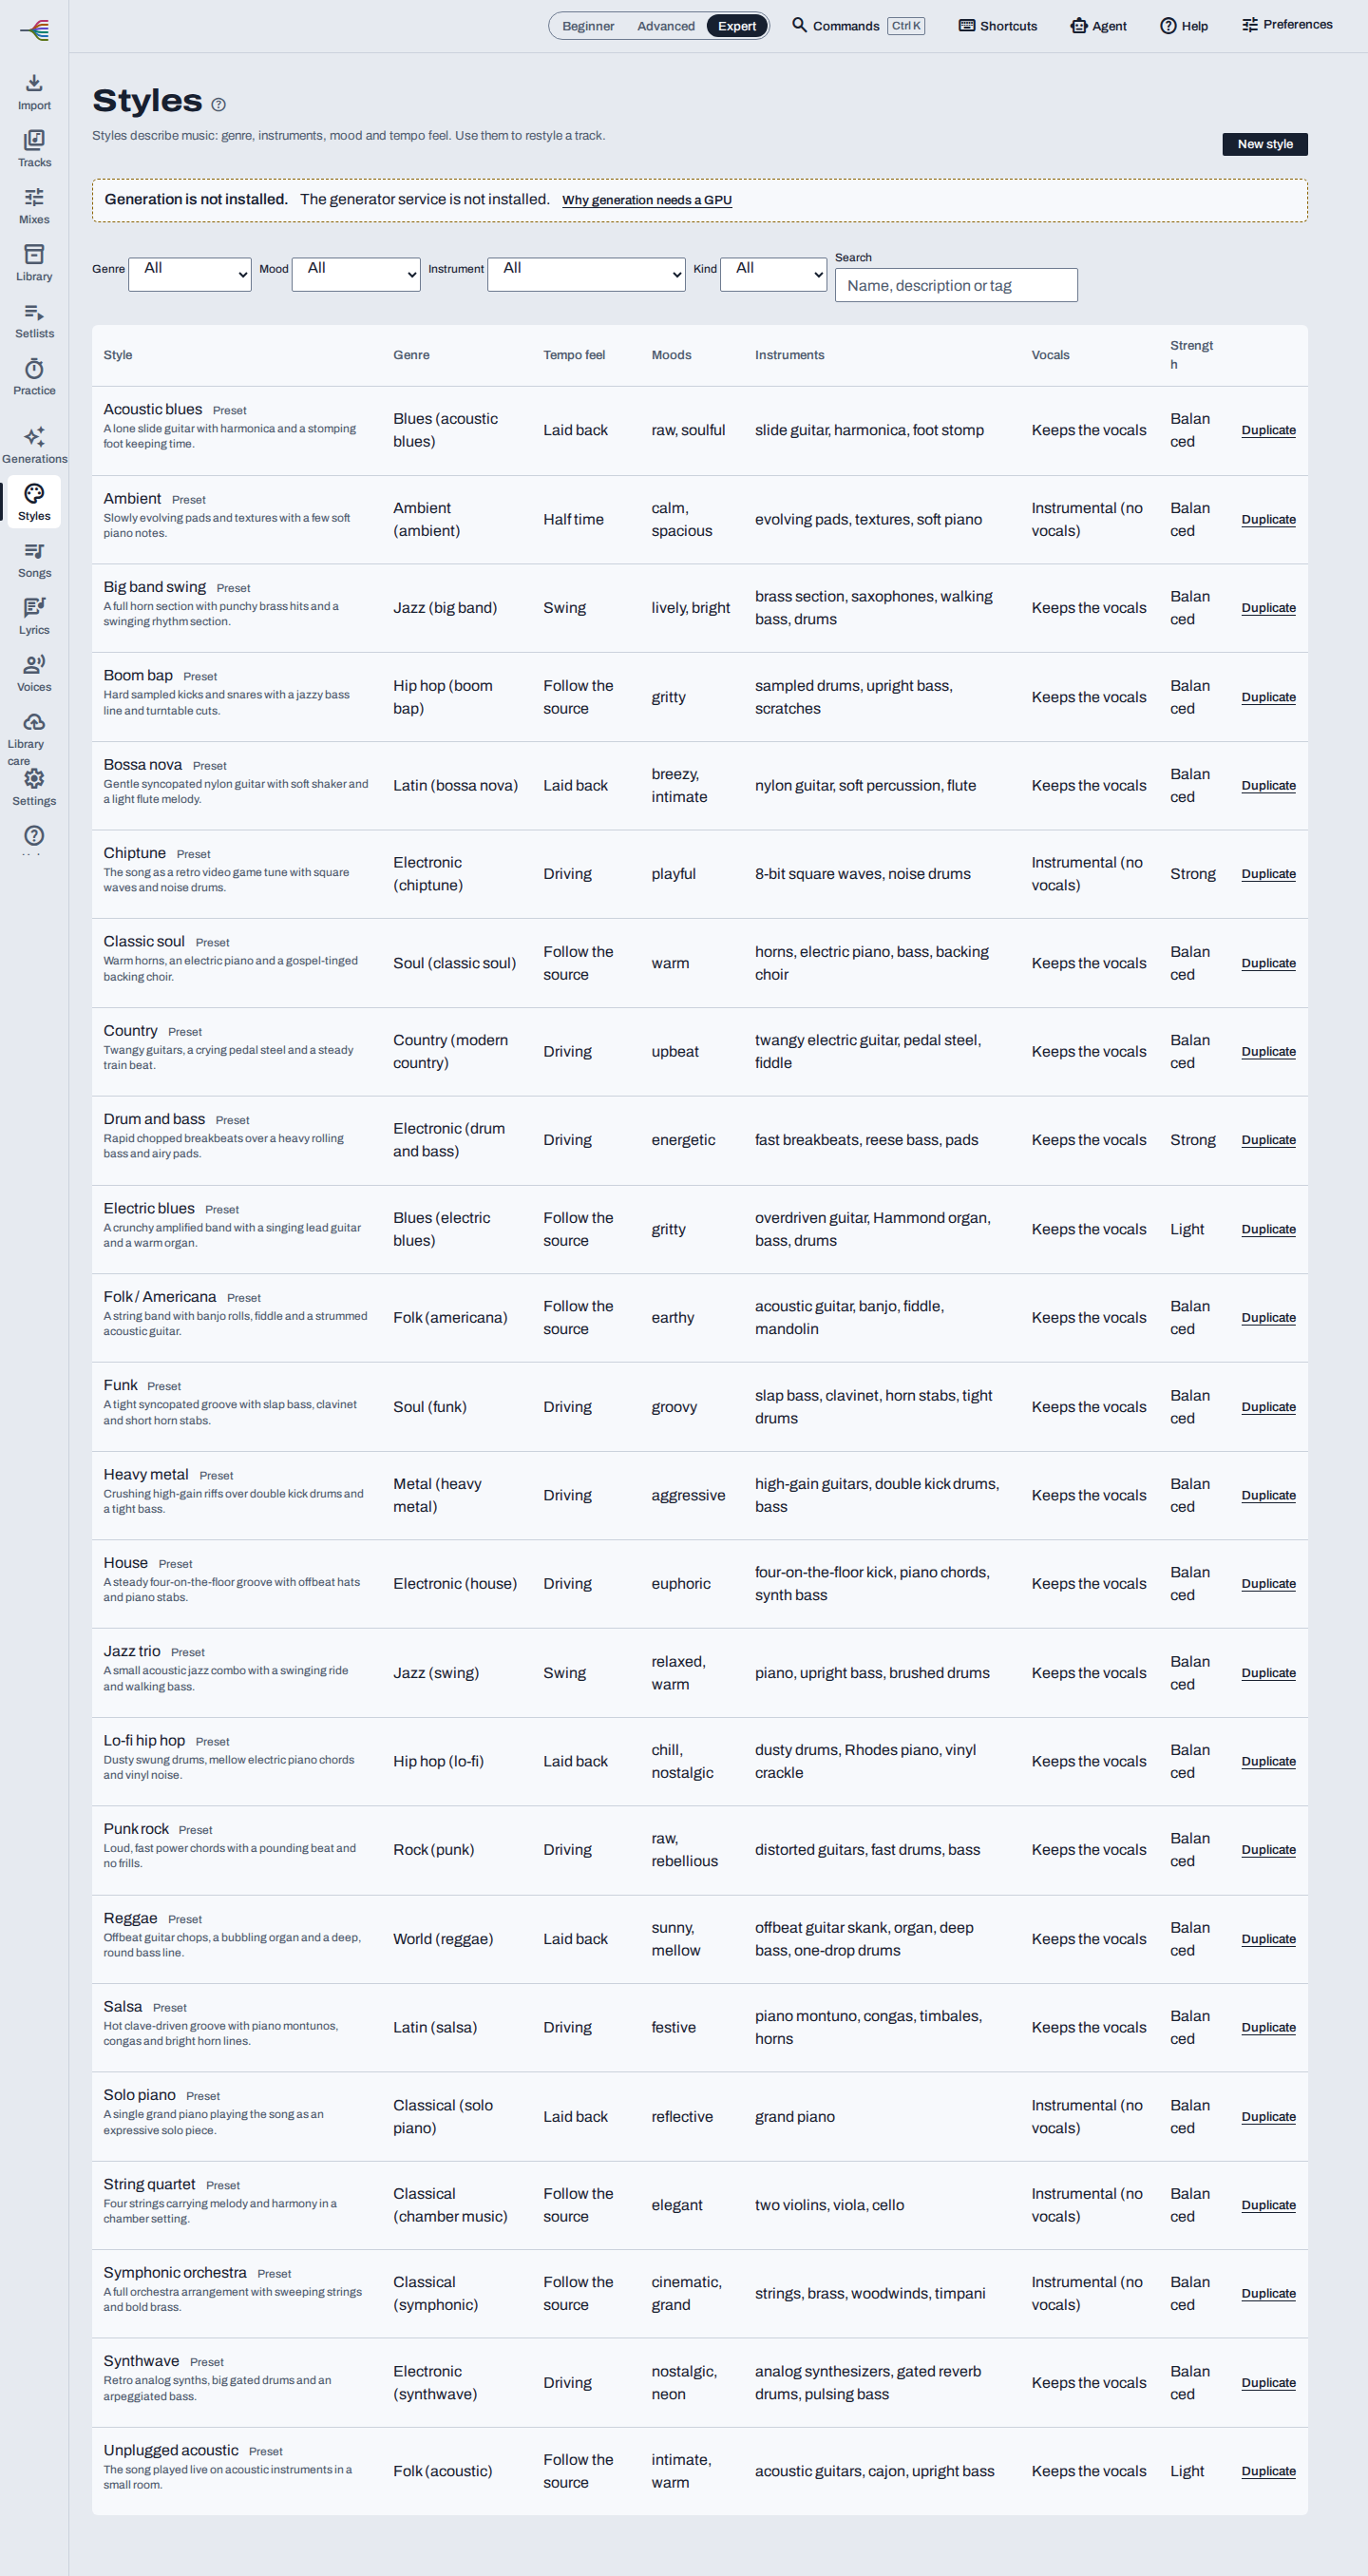 Beginner Advanced Expert Commands Ctrl K Shortcuts Agent Help Preferences
Import
Tracks
Mixes
Library
Setlists
Practice
Generations
Styles
Songs
Lyrics
Voices
Library
care
Settings
Styles
Styles describe music: genre, instruments, mood and tempo feel. Use them to restyle a track.
New style
Generation is not installed. The generator service is not installed. Why generation needs a GPU
Genre All Mood All Instrument All Kind All Search
Name, description or tag
Style Genre Tempo feel Moods Instruments Vocals Strengt
h
Acoustic blues Preset
A lone slide guitar with harmonica and a stomping
foot keeping time.
Blues (acoustic
blues)
Laid back
raw, soulful
slide guitar, harmonica, foot stomp
Keeps the vocals
Balan
ced
Duplicate
Ambient Preset
Slowly evolving pads and textures with a few soft
piano notes.
Ambient
(ambient)
Half time
calm,
spacious
evolving pads, textures, soft piano
Instrumental (no
vocals)
Balan
ced
Duplicate
Big band swing Preset
A full horn section with punchy brass hits and a
swinging rhythm section.
Jazz (big band)
Swing
lively, bright
brass section, saxophones, walking
bass, drums
Keeps the vocals
Balan
ced
Duplicate
Boom bap Preset
Hard sampled kicks and snares with a jazzy bass
line and turntable cuts.
Hip hop (boom
bap)
Follow the
source
gritty
sampled drums, upright bass,
scratches
Keeps the vocals
Balan
ced
Duplicate
Bossa nova Preset
Gentle syncopated nylon guitar with soft shaker and
a light flute melody.
Latin (bossa nova)
Laid back
breezy,
intimate
nylon guitar, soft percussion, flute
Keeps the vocals
Balan
ced
Duplicate
Chiptune Preset
The song as a retro video game tune with square
waves and noise drums.
Electronic
(chiptune)
Driving
playful
8-bit square waves, noise drums
Instrumental (no
vocals)
Strong
Duplicate
Classic soul Preset
Warm horns, an electric piano and a gospel-tinged
backing choir.
Soul (classic soul)
Follow the
source
warm
horns, electric piano, bass, backing
choir
Keeps the vocals
Balan
ced
Duplicate
Country Preset
Twangy guitars, a crying pedal steel and a steady
train beat.
Country (modern
country)
Driving
upbeat
twangy electric guitar, pedal steel,
fiddle
Keeps the vocals
Balan
ced
Duplicate
Drum and bass Preset
Rapid chopped breakbeats over a heavy rolling
bass and airy pads.
Electronic (drum
and bass)
Driving
energetic
fast breakbeats, reese bass, pads
Keeps the vocals
Strong
Duplicate
Electric blues Preset
A crunchy amplified band with a singing lead guitar
and a warm organ.
Blues (electric
blues)
Follow the
source
gritty
overdriven guitar, Hammond organ,
bass, drums
Keeps the vocals
Light
Duplicate
Folk / Americana Preset
A string band with banjo rolls, fiddle and a strummed
acoustic guitar.
Folk (americana)
Follow the
source
earthy
acoustic guitar, banjo, fiddle,
mandolin
Keeps the vocals
Balan
ced
Duplicate
Funk Preset
A tight syncopated groove with slap bass, clavinet
and short horn stabs.
Soul (funk)
Driving
groovy
slap bass, clavinet, horn stabs, tight
drums
Keeps the vocals
Balan
ced
Duplicate
Heavy metal Preset
Crushing high-gain riffs over double kick drums and
a tight bass.
Metal (heavy
metal)
Driving
aggressive
high-gain guitars, double kick drums,
bass
Keeps the vocals
Balan
ced
Duplicate
House Preset
A steady four-on-the-floor groove with offbeat hats
and piano stabs.
Electronic (house)
Driving
euphoric
four-on-the-floor kick, piano chords,
synth bass
Keeps the vocals
Balan
ced
Duplicate
Jazz trio Preset
A small acoustic jazz combo with a swinging ride
and walking bass.
Jazz (swing)
Swing
relaxed,
warm
piano, upright bass, brushed drums
Keeps the vocals
Balan
ced
Duplicate
Lo-fi hip hop Preset
Dusty swung drums, mellow electric piano chords
and vinyl noise.
Hip hop (lo-fi)
Laid back
chill,
nostalgic
dusty drums, Rhodes piano, vinyl
crackle
Keeps the vocals
Balan
ced
Duplicate
Punk rock Preset
Loud, fast power chords with a pounding beat and
no frills.
Rock (punk)
Driving
raw,
rebellious
distorted guitars, fast drums, bass
Keeps the vocals
Balan
ced
Duplicate
Reggae Preset
Offbeat guitar chops, a bubbling organ and a deep,
round bass line.
World (reggae)
Laid back
sunny,
mellow
offbeat guitar skank, organ, deep
bass, one-drop drums
Keeps the vocals
Balan
ced
Duplicate
Salsa Preset
Hot clave-driven groove with piano montunos,
congas and bright horn lines.
Latin (salsa)
Driving
festive
piano montuno, congas, timbales,
horns
Keeps the vocals
Balan
ced
Duplicate
Solo piano Preset
A single grand piano playing the song as an
expressive solo piece.
Classical (solo
piano)
Laid back
reflective
grand piano
Instrumental (no
vocals)
Balan
ced
Duplicate
String quartet Preset
Four strings carrying melody and harmony in a
chamber setting.
Classical
(chamber music)
Follow the
source
elegant
two violins, viola, cello
Instrumental (no
vocals)
Balan
ced
Duplicate
Symphonic orchestra Preset
A full orchestra arrangement with sweeping strings
and bold brass.
Classical
(symphonic)
Follow the
source
cinematic,
grand
strings, brass, woodwinds, timpani
Instrumental (no
vocals)
Balan
ced
Duplicate
Synthwave Preset
Retro analog synths, big gated drums and an
arpeggiated bass.
Electronic
(synthwave)
Driving
nostalgic,
neon
analog synthesizers, gated reverb
drums, pulsing bass
Keeps the vocals
Balan
ced
Duplicate
Unplugged acoustic Preset
The song played live on acoustic instruments in a
small room.
Folk (acoustic)
Follow the
source
intimate,
warm
acoustic guitars, cajon, upright bass
Keeps the vocals
Light
Duplicate